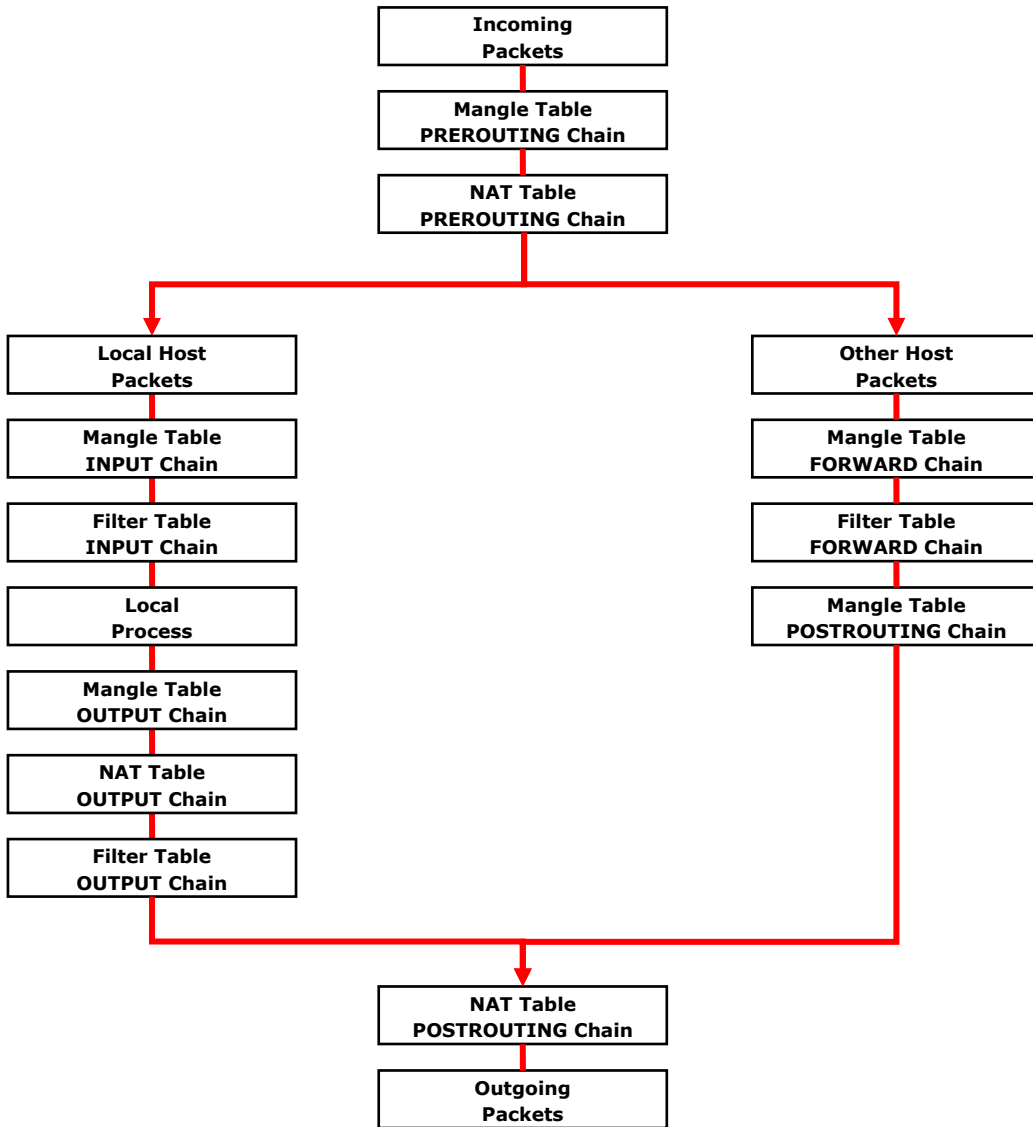 Incoming
Packets
Mangle Table
PREROUTING Chain
NAT Table
PREROUTING Chain
Local Host
Packets
Mangle Table
INPUT Chain
Filter Table
INPUT Chain
Local
Process
Mangle Table
OUTPUT Chain
NAT Table
OUTPUT Chain
Filter Table
OUTPUT Chain
Other Host
Packets
Mangle Table
FORWARD Chain
Filter Table
FORWARD Chain
Mangle Table
POSTROUTING Chain
NAT Table
POSTROUTING Chain
Outgoing
Packets